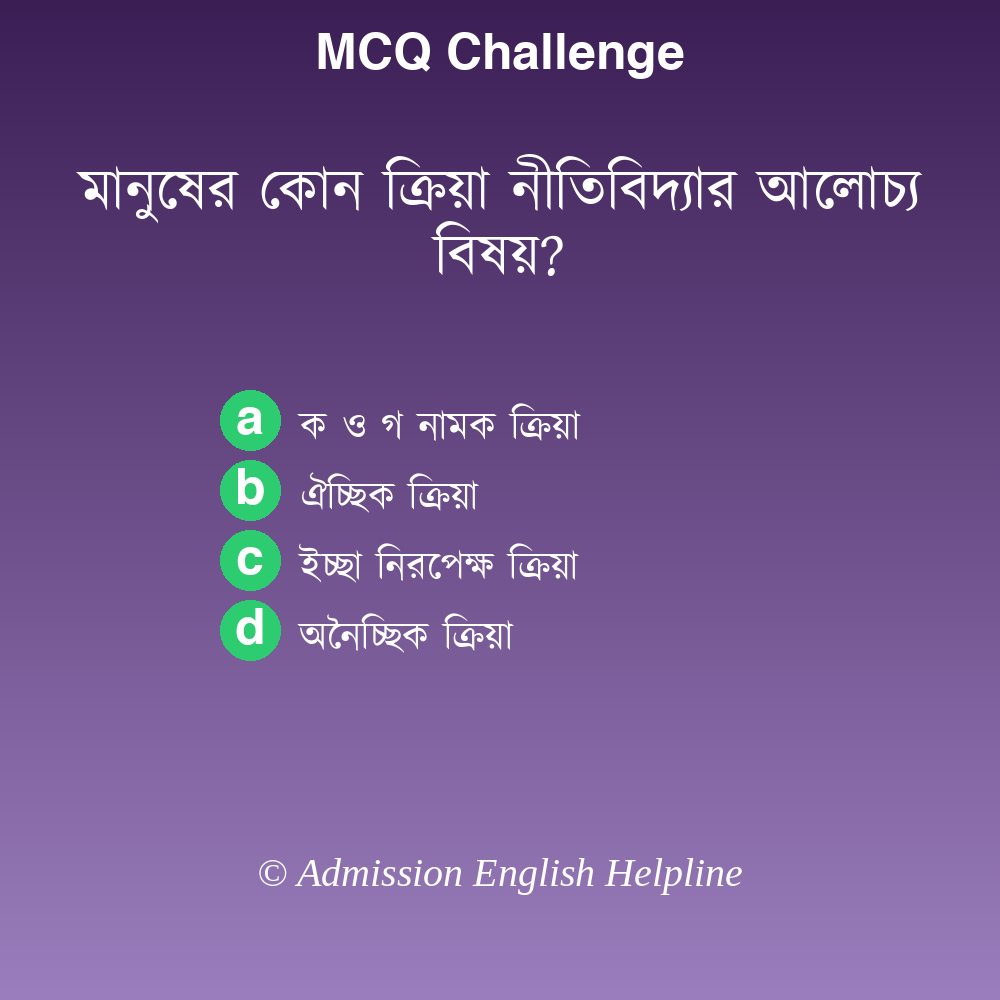 MCQ Challenge
মানুষের কোন ক্রিয়া নীতিবিদ্যার আলোচ্য
বিষয়?
a ক ও গ নামক ক্রিয়া
b ঐচ্ছিক ক্রিয়া
c ইচ্ছা নিরপেক্ষ ক্রিয়া
d অনৈচ্ছিক ক্রিয়া
© Admission English Helpline